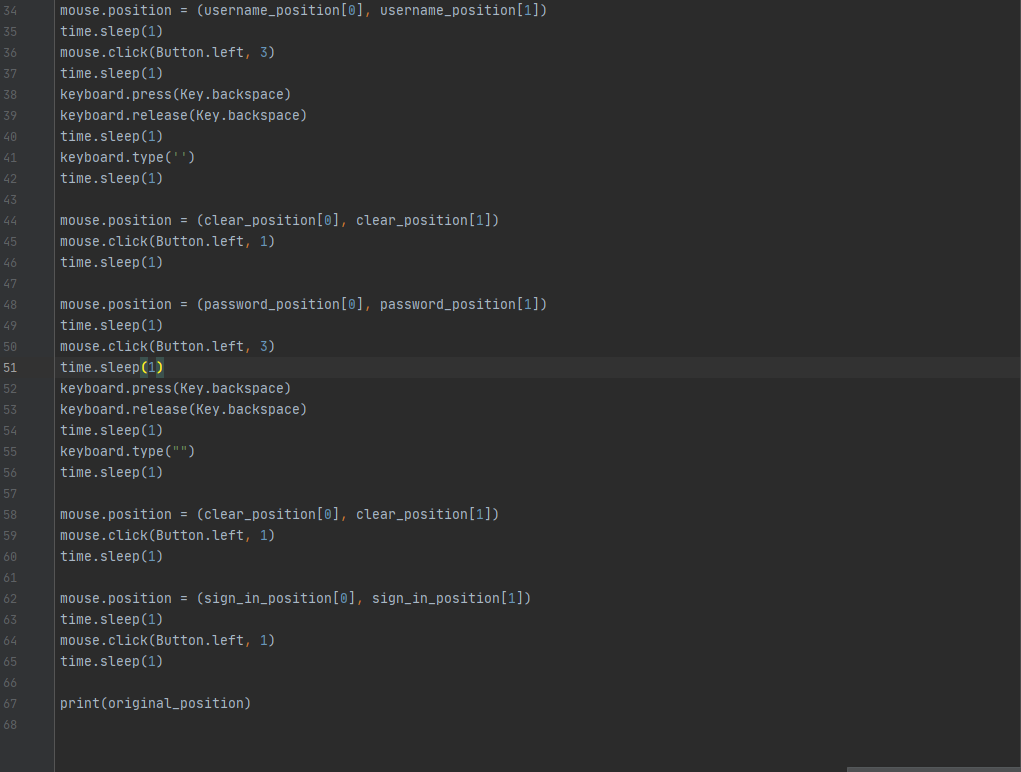 34 mouse.position = (username_position[0], username_position[1])
35 time.sleep(1)
36 mouse.click(Button.left, 3)
37 time.sleep(1)
38 keyboard.press(Key.backspace)
39 keyboard.release(Key.backspace)
40 time.sleep(1)
41 keyboard.type('')
42 time.sleep(1)
43
44 mouse.position = (clear_position[0], clear_position[1])
45 mouse.click(Button.left, 1)
46 time.sleep(1)
47
48 mouse.position = (password_position[0], password_position[1])
49 time.sleep(1)
50 mouse.click(Button.left, 3)
51 time.sleep(1)
52 keyboard.press(Key.backspace)
53 keyboard.release(Key.backspace)
54 time.sleep(1)
55 keyboard.type("")
56 time.sleep(1)
57
58 mouse.position = (clear_position[0], clear_position[1])
59 mouse.click(Button.left, 1)
60 time.sleep(1)
61
62 mouse.position = (sign_in_position[0], sign_in_position[1])
63 time.sleep(1)
64 mouse.click(Button.left, 1)
65 time.sleep(1)
66
67 print(original_position)
68